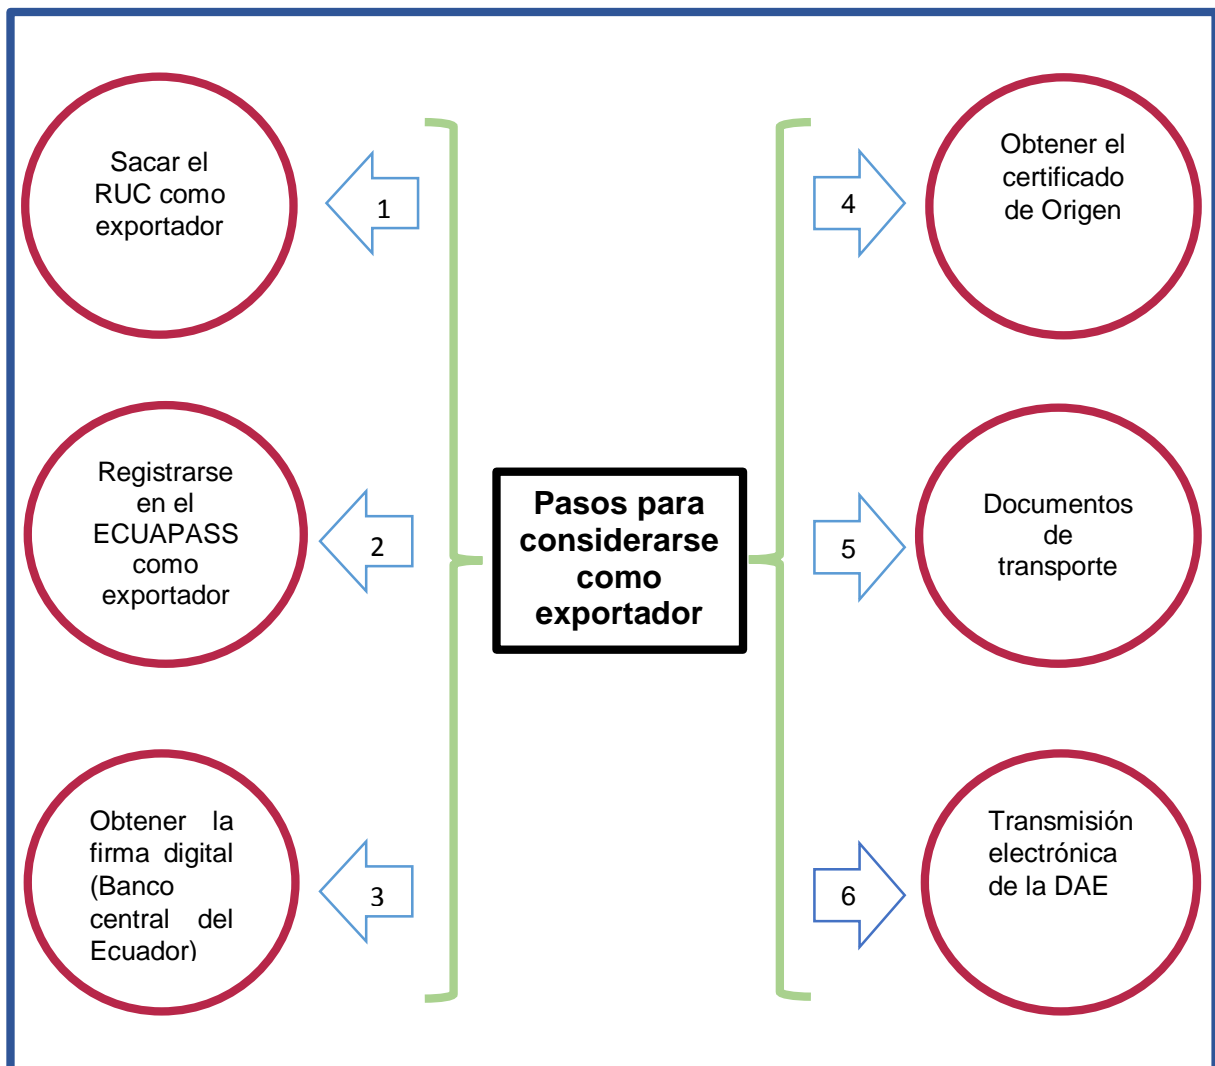 Sacar el
RUC como
exportador
1
Registrarse
en el
ECUAPASS
como
exportador
2
Obtener la
firma digital
(Banco
central del
Ecuador)
3
Pasos para
considerarse
como
exportador
4
Obtener el
certificado
de Origen
5
Documentos
de
transporte
6
Transmisión
electrónica
de la DAE